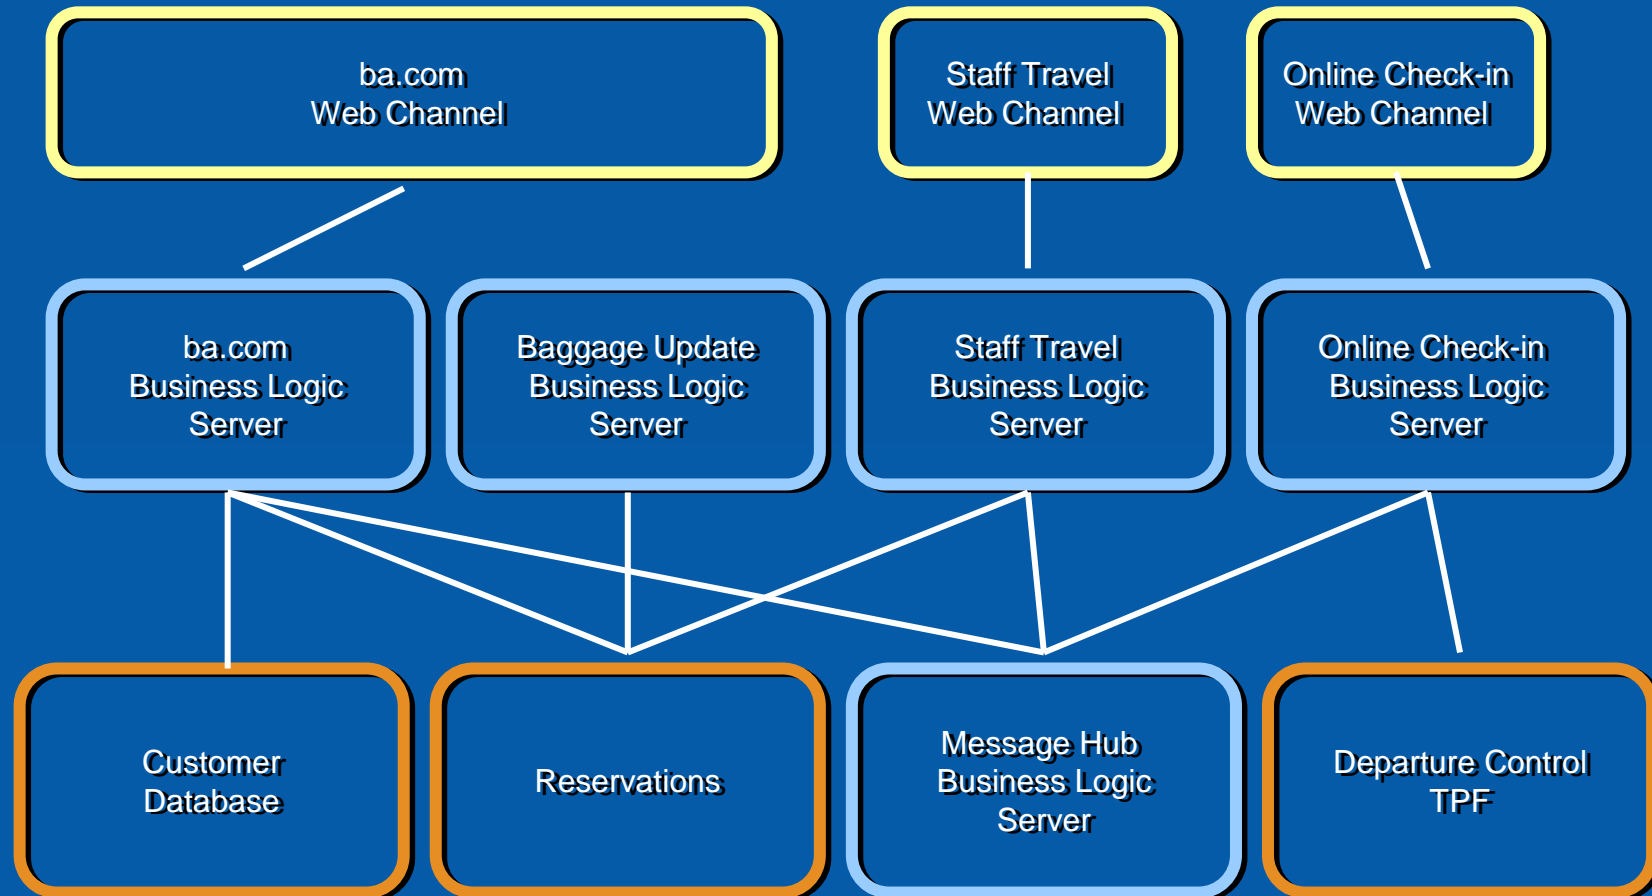 ba.com
Web Channel
Staff Travel
Web Channel
Online Check-in
Web Channel
ba.com
Business Logic
Server
Baggage Update
Business Logic
Server
Staff Travel
Business Logic
Server
Online Check-in
Business Logic
Server
Customer
Database
Reservations
Message Hub
Business Logic
Server
Departure Control
TPF